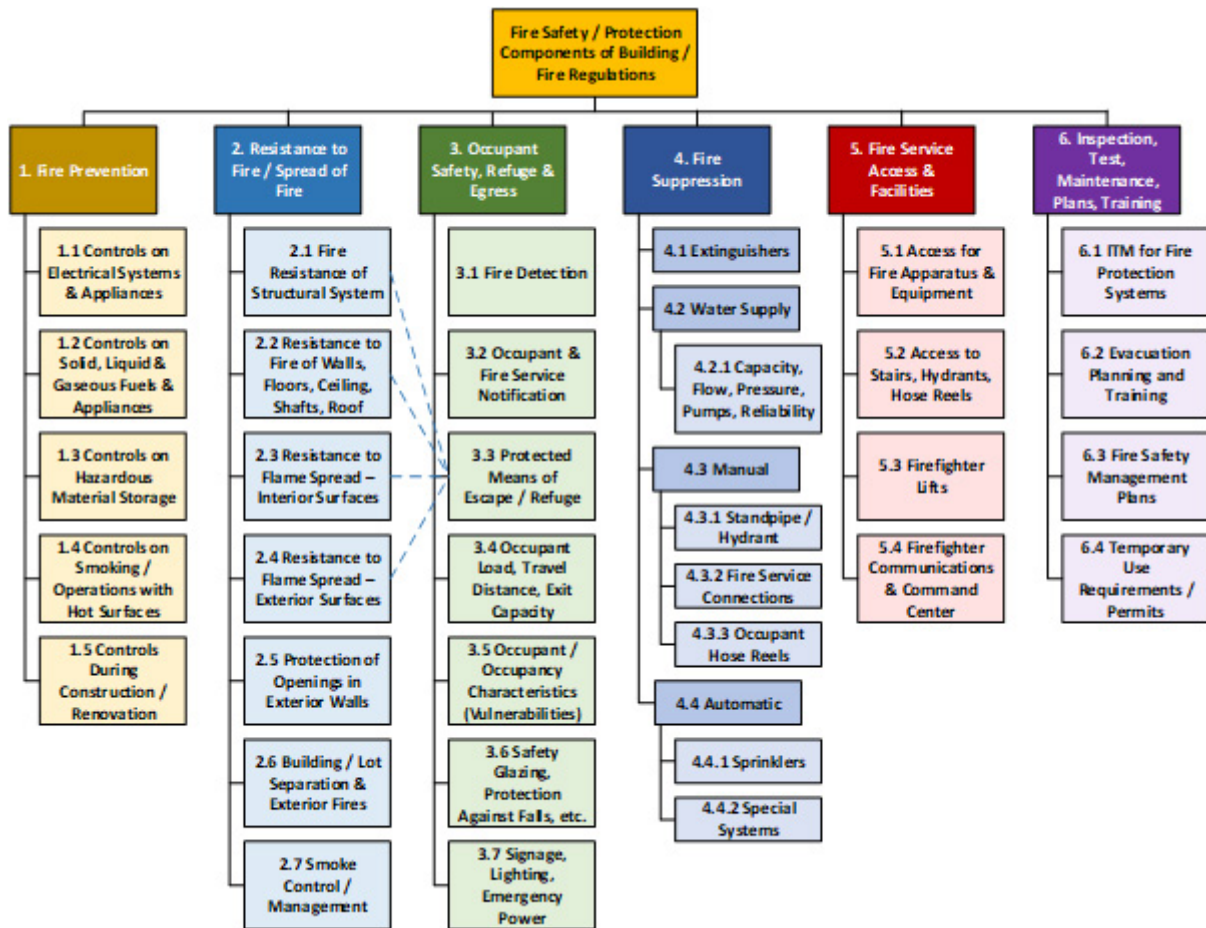 Fire Safety / Protection
Components of Building /
Fire Regulations
1. Fire Prevention
2. Resistance to
Fire / Spread of
Fire
3. Occupant
Safety, Refuge &
Egress
4. Fire
Suppression
5. Fire Service
Access &
Facilities
6. Inspection,
Test,
Maintenance,
Plans, Training
1.1 Controls on
Electrical Systems
& Appliances
1.2 Controls on
Solid, Liquid &
Gaseous Fuels &
Appliances
1.3 Controls on
Hazardous
Material Storage
1.4 Controls on
Smoking /
Operations with
Hot Surfaces
1.5 Controls
During
Construction /
Renovation
2.1 Fire
Resistance of
Structural System
2.2 Resistance to
Fire of Walls,
Floors, Ceiling,
Shafts, Roof
2.3 Resistance to
Flame Spread –
Interior Surfaces
2.4 Resistance to
Flame Spread –
Exterior Surfaces
2.5 Protection of
Openings in
Exterior Walls
2.6 Building / Lot
Separation &
Exterior Fires
2.7 Smoke
Control /
Management
3.1 Fire Detection
3.2 Occupant &
Fire Service
Notification
3.3 Protected
Means of
Escape / Refuge
3.4 Occupant
Load, Travel
Distance, Exit
Capacity
3.5 Occupant /
Occupancy
Characteristics
(Vulnerabilities)
3.6 Safety
Glazing,
Protection
Against Falls, etc.
3.7 Signage,
Lighting,
Emergency
Power
4.1 Extinguishers
4.2 Water Supply
4.2.1 Capacity,
Flow, Pressure,
Pumps, Reliability
4.3 Manual
4.3.1 Standpipe /
Hydrant
4.3.2 Fire Service
Connections
4.3.3 Occupant
Hose Reels
4.4 Automatic
4.4.1 Sprinklers
4.4.2 Special
Systems
5.1 Access for
Fire Apparatus &
Equipment
5.2 Access to
Stairs, Hydrants,
Hose Reels
5.3 Firefighter
Lifts
5.4 Firefighter
Communications
& Command
Center
6.1 ITM for Fire
Protection
Systems
6.2 Evacuation
Planning and
Training
6.3 Fire Safety
Management
Plans
6.4 Temporary
Use
Requirements /
Permits